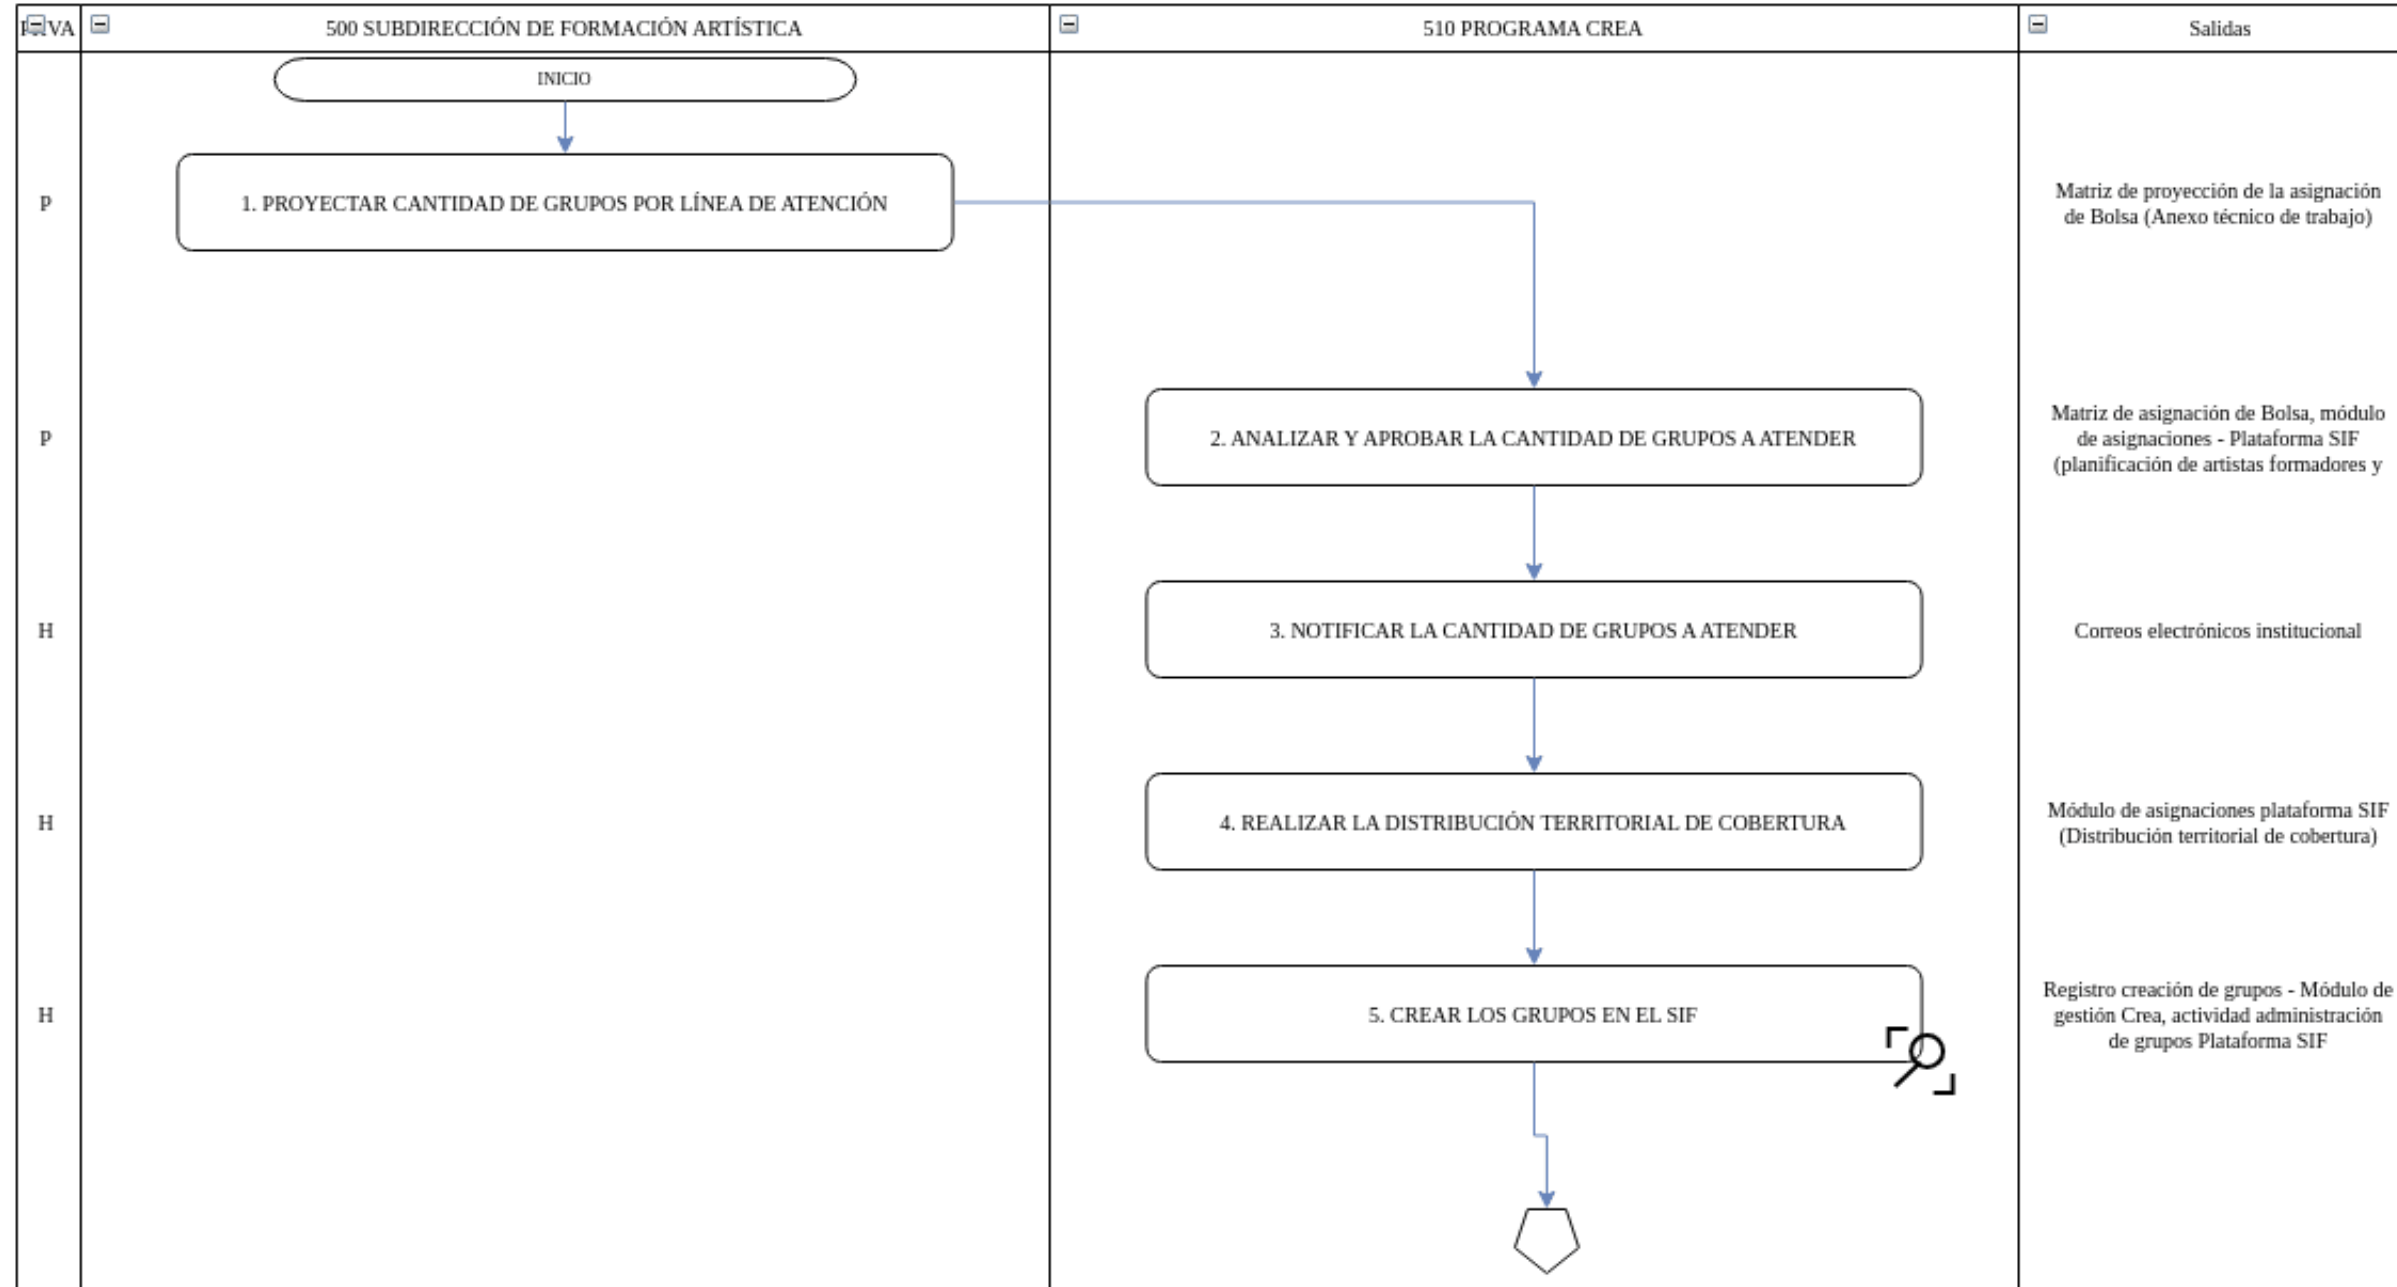 500 SUBDIRECCIÓN DE FORMACIÓN ARTÍSTICA
510 PROGRAMA CREA
Salidas
INICIO
P
1. PROYECTAR CANTIDAD DE GRUPOS POR LÍNEA DE ATENCIÓN
Matriz de proyección de la asignación
de Bolsa (Anexo técnico de trabajo)
P
2. ANALIZAR Y APROBAR LA CANTIDAD DE GRUPOS A ATENDER
Matriz de asignación de Bolsa, módulo
de asignaciones - Plataforma SIF
(planificación de artistas formadores y
H
3. NOTIFICAR LA CANTIDAD DE GRUPOS A ATENDER
Correos electrónicos institucional
H
4. REALIZAR LA DISTRIBUCIÓN TERRITORIAL DE COBERTURA
Módulo de asignaciones plataforma SIF
(Distribución territorial de cobertura)
H
5. CREAR LOS GRUPOS EN EL SIF
Registro creación de grupos - Módulo de
gestión Crea, actividad administración
de grupos Plataforma SIF